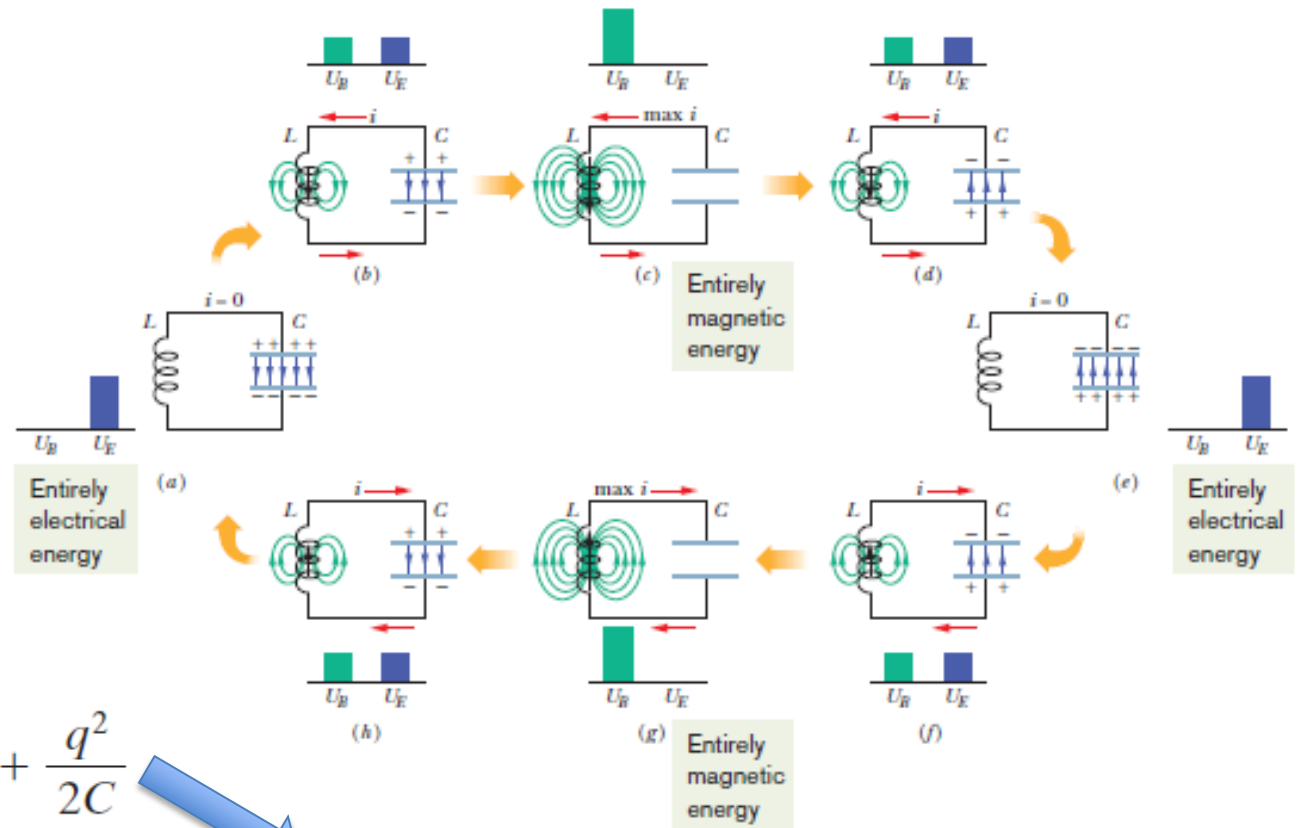 U_B U_E
U_B U_E
U_B U_E
i
L C
+ +
− −
(b)
max i
L C
(c)
Entirely
magnetic
energy
i
L C
− −
+ +
(d)
i = 0
L C
+ + + +
− − − −
U_B U_E
Entirely
electrical
energy
(a)
i = 0
L C
− − − −
+ + + +
(e)
U_B U_E
Entirely
electrical
energy
i
L C
+ +
− −
U_B U_E
(h)
max i
L C
U_B U_E
(g)
Entirely
magnetic
energy
i
L C
− −
+ +
U_B U_E
(f)
+ q²/2C